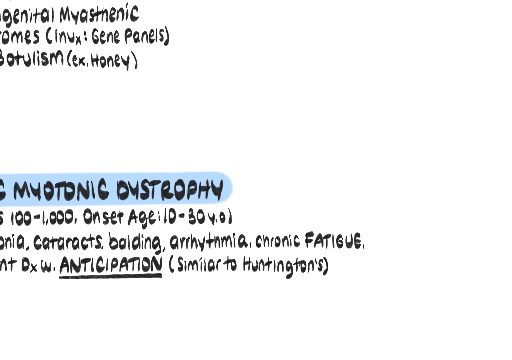 genital Myasthenic
romes (Invx: Gene Panels)
Botulism (ex. Honey)
C MYOTONIC DYSTROPHY
S 100-1,000, Onset Age: 10-30 y.o)
onia, cataracts, balding, arrhythmia, chronic FATIGUE.
nt Dx w. ANTICIPATION (Similar to Huntington's)